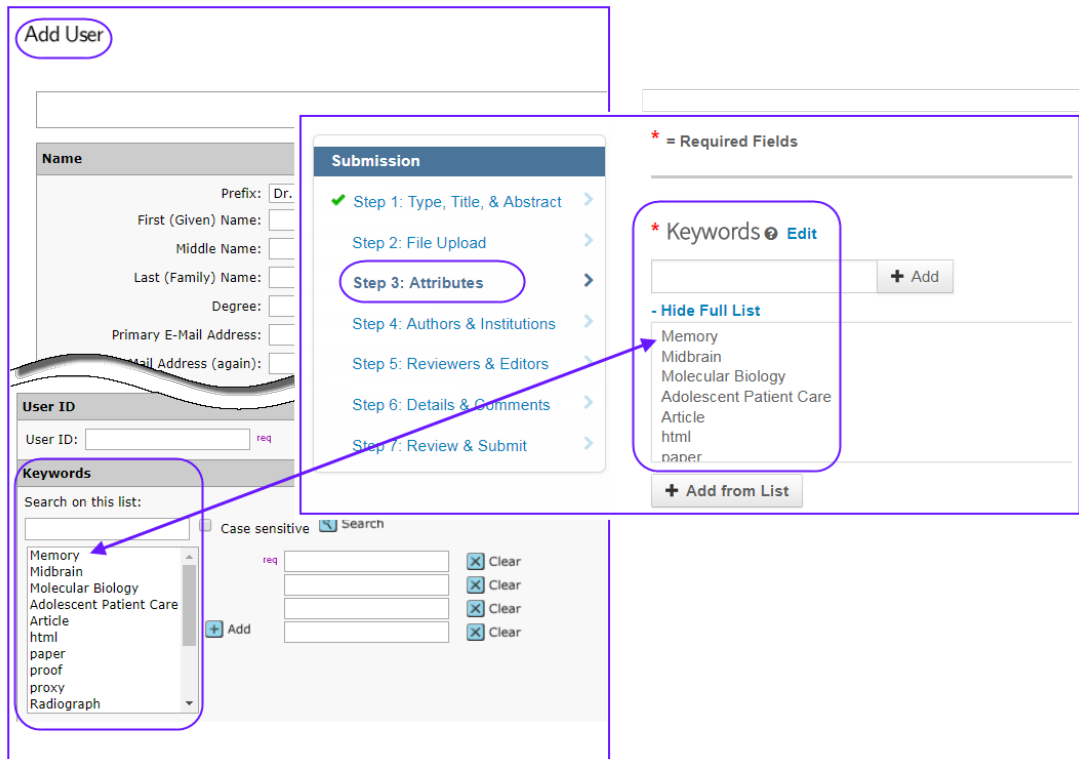 Add User
Name
Prefix: Dr.
First (Given) Name:
Middle Name:
Last (Family) Name:
Degree:
Primary E-Mail Address:
Mail Address (again):
User ID
User ID: req
Keywords
Search on this list:
Case sensitive Search
Memory
Midbrain
Molecular Biology
Adolescent Patient Care
Article
html
paper
proof
proxy
Radiograph
Add
req Clear
Clear
Clear
Clear
Submission
Step 1: Type, Title, & Abstract
Step 2: File Upload
Step 3: Attributes
Step 4: Authors & Institutions
Step 5: Reviewers & Editors
Step 6: Details & Comments
Step 7: Review & Submit
* = Required Fields
* Keywords Edit
+ Add
- Hide Full List
Memory
Midbrain
Molecular Biology
Adolescent Patient Care
Article
html
paper
+ Add from List